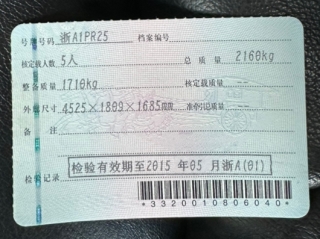 号牌号码 浙A1PR25 档案编号
核定载人数 5人 总质量 2160kg
整备质量 1710kg 核定载质量 --
外廓尺寸 4525×1809×1685 准牵引总质量 --
备注
检验有效期至2015年05月浙A(01)
检验记录
*3320010806040*